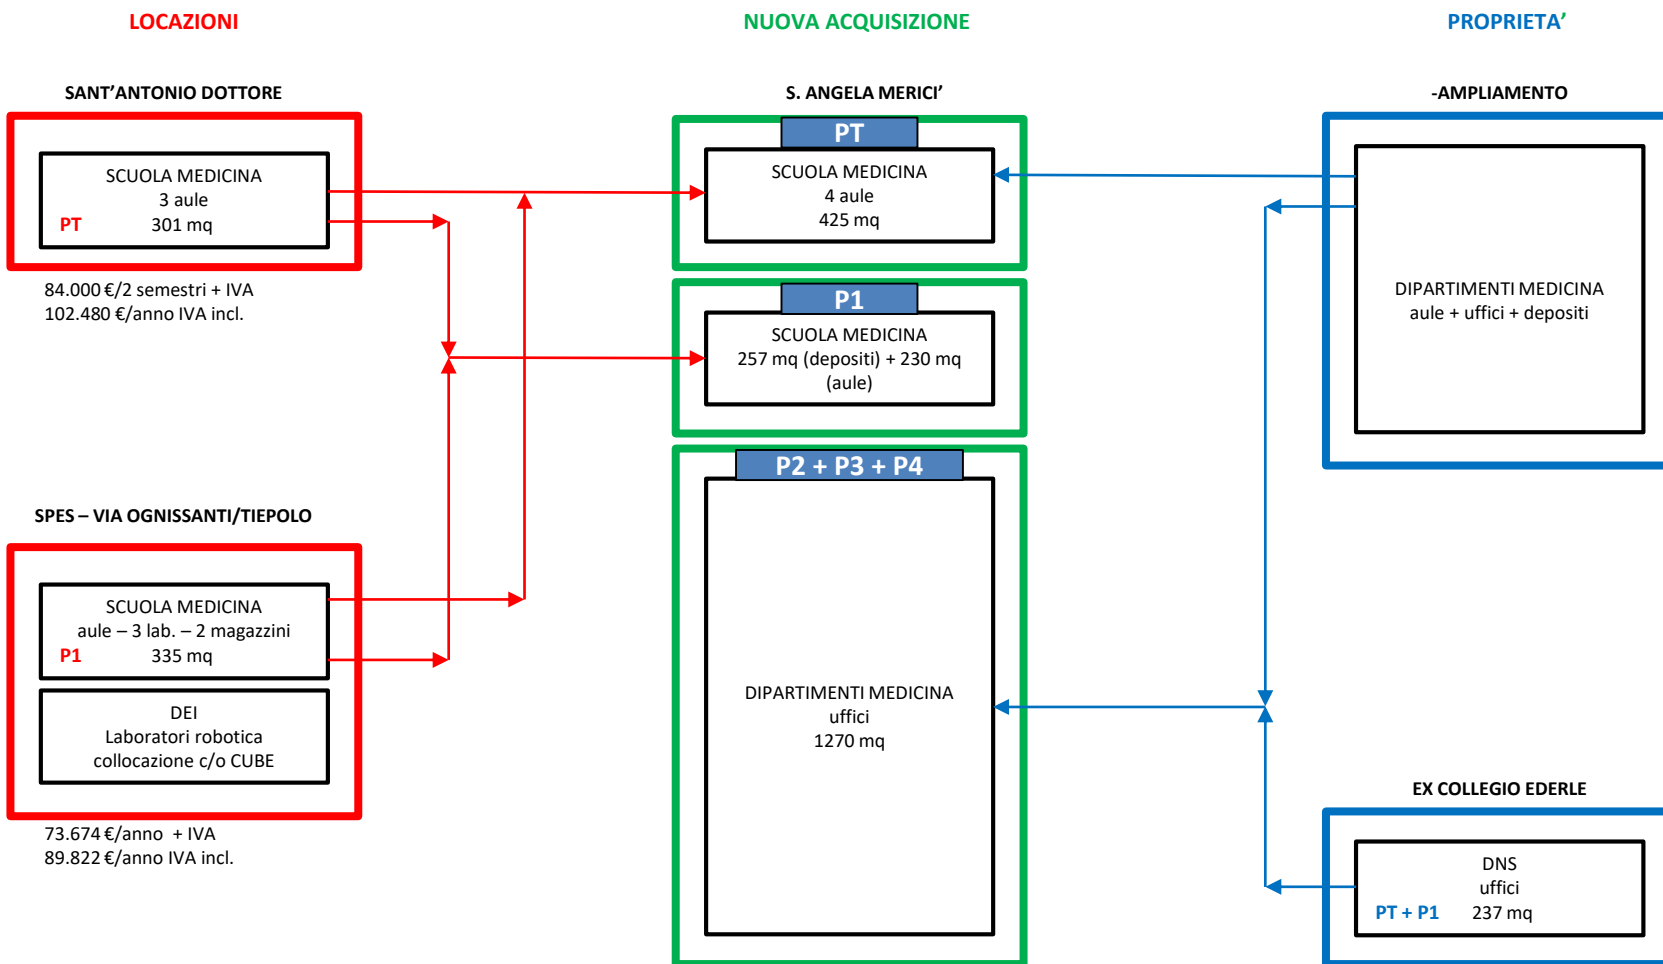 LOCAZIONI
SANT'ANTONIO DOTTORE
SCUOLA MEDICINA
3 aule
PT 301 mq
84.000 €/2 semestri + IVA
102.480 €/anno IVA incl.
SPES – VIA OGNISSANTI/TIEPOLO
SCUOLA MEDICINA
aule – 3 lab. – 2 magazzini
P1 335 mq
DEI
Laboratori robotica
collocazione c/o CUBE
73.674 €/anno + IVA
89.822 €/anno IVA incl.
NUOVA ACQUISIZIONE
S. ANGELA MERICI'
PT
SCUOLA MEDICINA
4 aule
425 mq
P1
SCUOLA MEDICINA
257 mq (depositi) + 230 mq
(aule)
P2 + P3 + P4
DIPARTIMENTI MEDICINA
uffici
1270 mq
PROPRIETA'
-AMPLIAMENTO
DIPARTIMENTI MEDICINA
aule + uffici + depositi
EX COLLEGIO EDERLE
DNS
uffici
PT + P1 237 mq